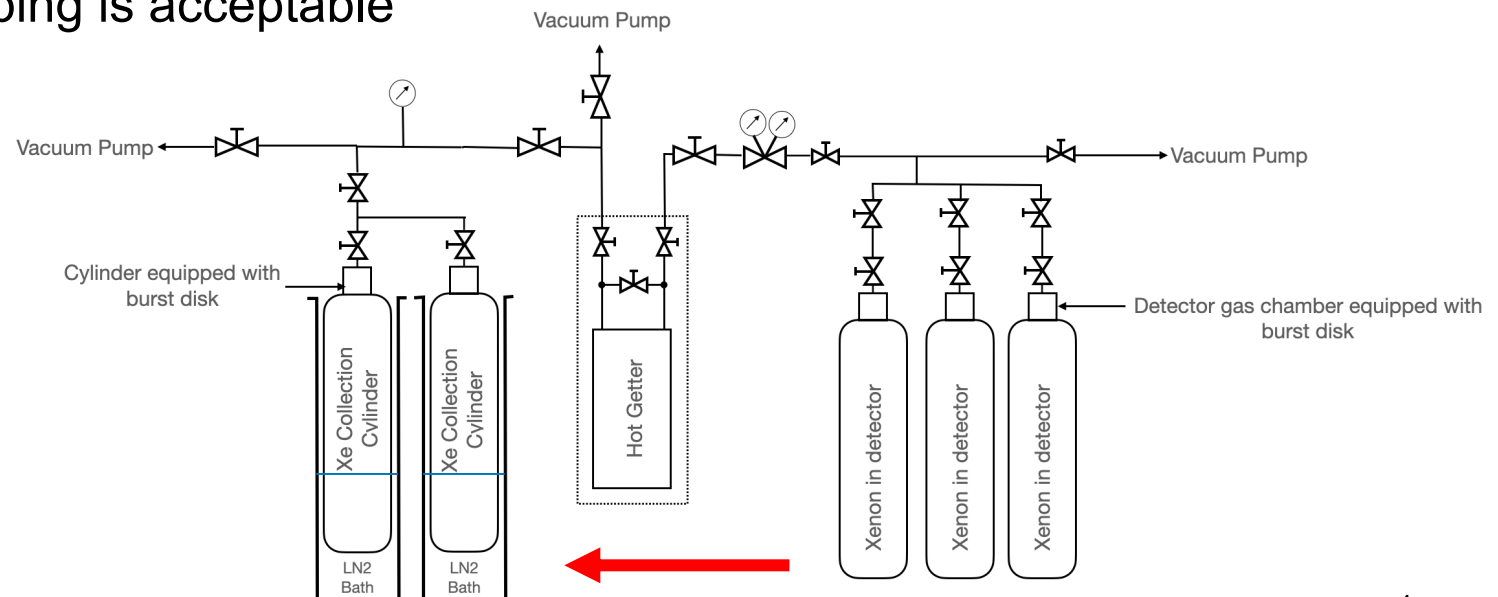 ping is acceptable
Vacuum Pump
Vacuum Pump
Vacuum Pump
Cylinder equipped with
burst disk
Detector gas chamber equipped with
burst disk
Xe Collection
Cylinder
Xe Collection
Cylinder
Hot Getter
Xenon in detector
Xenon in detector
Xenon in detector
LN2
Bath
LN2
Bath